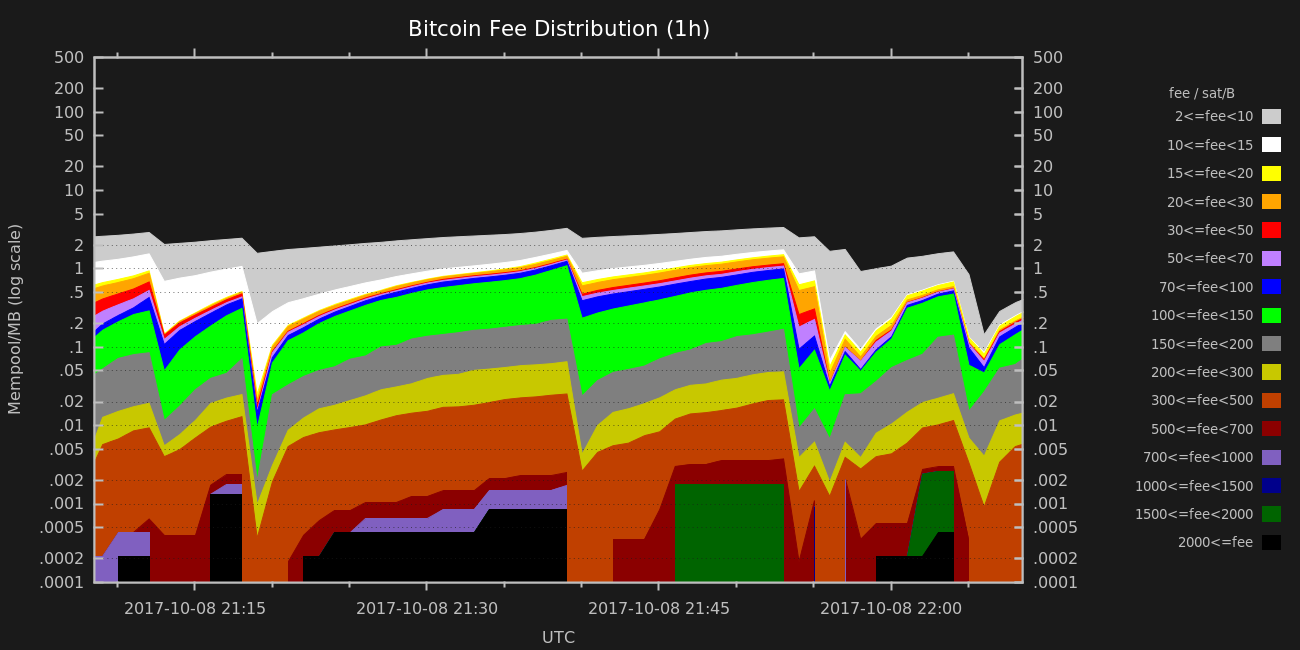 Bitcoin Fee Distribution (1h)
Mempool/MB (log scale)
500
200
100
50
20
10
5
2
1
.5
.2
.1
.05
.02
.01
.005
.002
.001
.0005
.0002
.0001
500
200
100
50
20
10
5
2
1
.5
.2
.1
.05
.02
.01
.005
.002
.001
.0005
.0002
.0001
2017-10-08 21:15
2017-10-08 21:30
2017-10-08 21:45
2017-10-08 22:00
UTC
fee / sat/B
2<=fee<10
10<=fee<15
15<=fee<20
20<=fee<30
30<=fee<50
50<=fee<70
70<=fee<100
100<=fee<150
150<=fee<200
200<=fee<300
300<=fee<500
500<=fee<700
700<=fee<1000
1000<=fee<1500
1500<=fee<2000
2000<=fee